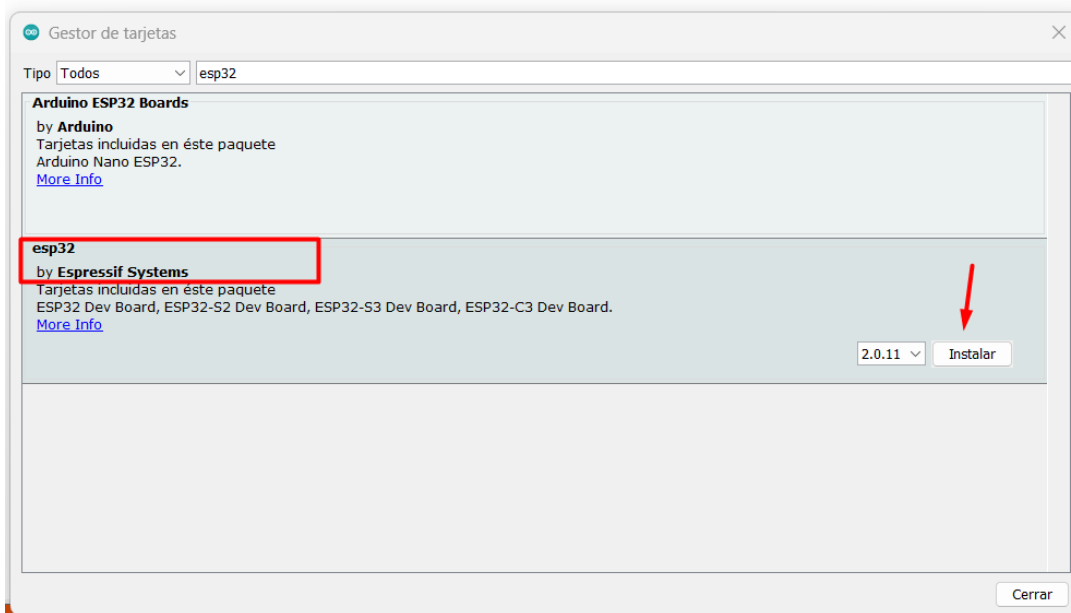 Gestor de tarjetas
Tipo Todos esp32
Arduino ESP32 Boards
by Arduino
Tarjetas incluidas en éste paquete
Arduino Nano ESP32.
More Info
esp32
by Espressif Systems
Tarjetas incluidas en éste paquete
ESP32 Dev Board, ESP32-S2 Dev Board, ESP32-S3 Dev Board, ESP32-C3 Dev Board.
More Info
2.0.11 Instalar
Cerrar